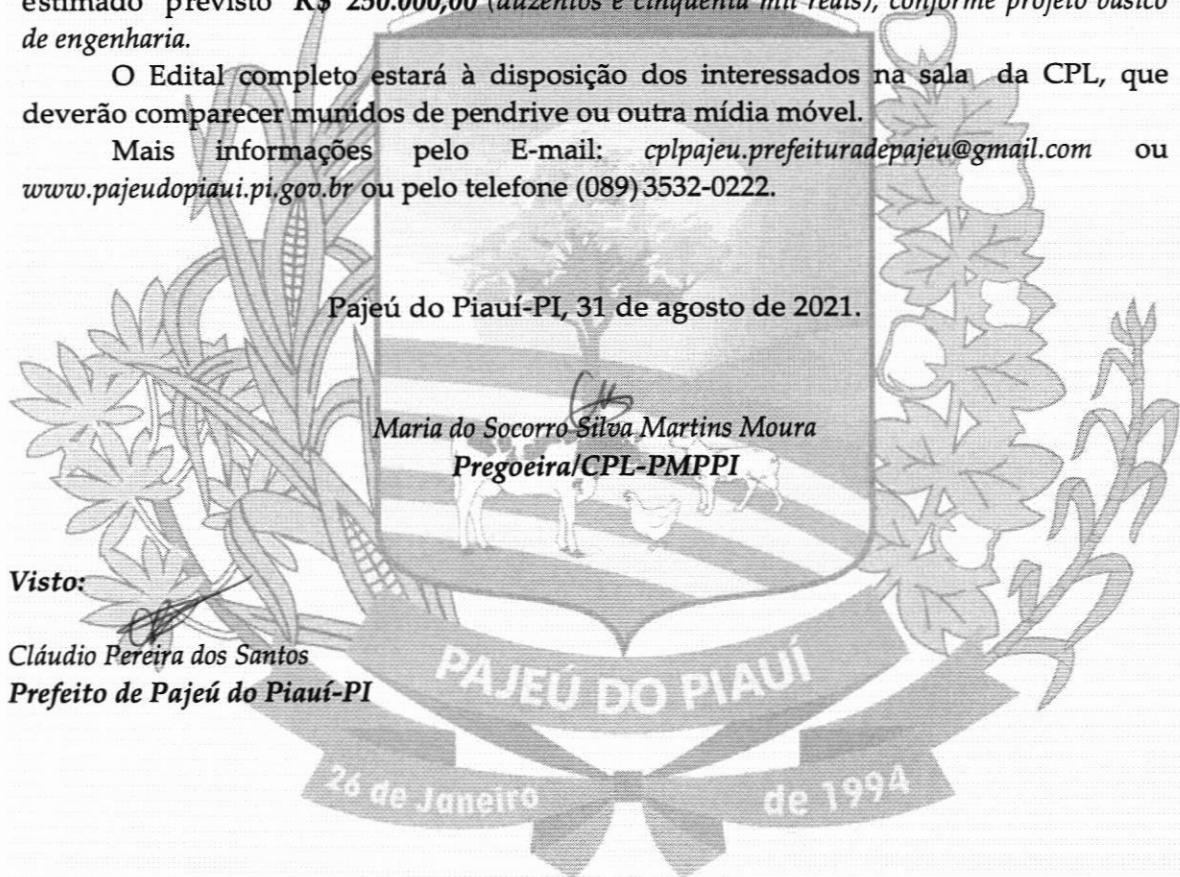 estimado previsto R$ 250.000,00 (duzentos e cinquenta mil reais), conforme projeto básico
de engenharia.
O Edital completo estará à disposição dos interessados na sala da CPL, que
deverão comparecer munidos de pendrive ou outra mídia móvel.
Mais informações pelo E-mail: cplpajeu.prefeituradepajeu@gmail.com ou
www.pajeudopiaui.pi.gov.br ou pelo telefone (089) 3532-0222.
Pajeú do Piauí-PI, 31 de agosto de 2021.
Maria do Socorro Silva Martins Moura
Pregoeira/CPL-PMPPI
Visto:
Cláudio Pereira dos Santos
Prefeito de Pajeú do Piauí-PI
PAJEÚ DO PIAUÍ
26 de Janeiro de 1994